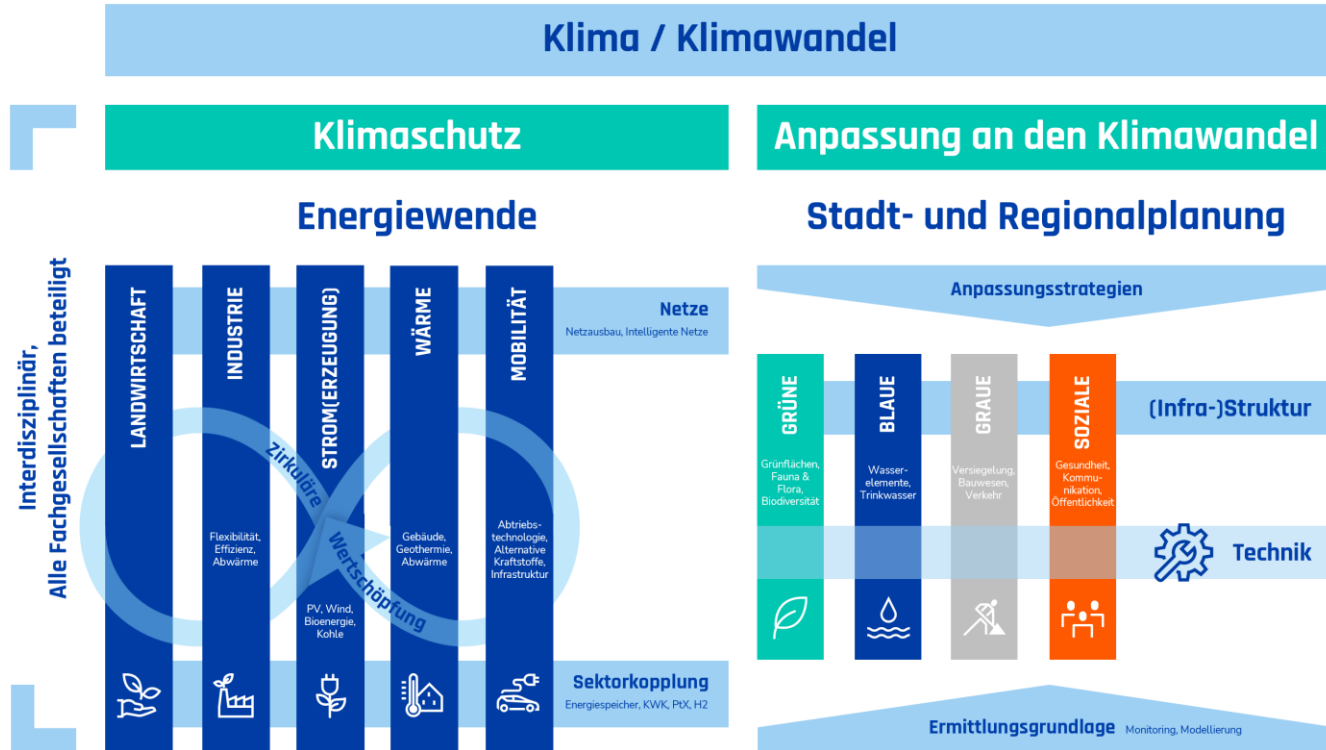 Klima / Klimawandel
Klimaschutz
Anpassung an den Klimawandel
Interdisziplinär,
Alle Fachgesellschaften beteiligt
Energiewende
LANDWIRTSCHAFT
INDUSTRIE
Flexibilität,
Effizienz,
Abwärme
STROM(ERZEUGUNG)
PV, Wind,
Bioenergie,
Kohle
WÄRME
Gebäude,
Geothermie,
Abwärme
MOBILITÄT
Abtriebs-
technologie,
Alternative
Kraftstoffe,
Infrastruktur
Netze
Netzausbau, Intelligente Netze
Zirkuläre
Wertschöpfung
Sektorkopplung
Energiespeicher, KWK, PtX, H2
Stadt- und Regionalplanung
Anpassungsstrategien
GRÜNE
Grünflächen,
Fauna &
Flora,
Biodiversität
BLAUE
Wasser-
elemente,
Trinkwasser
GRAUE
Versiegelung,
Bauwesen,
Verkehr
SOZIALE
Gesundheit,
Kommu-
nikation,
Öffentlichkeit
(Infra-)Struktur
Technik
Ermittlungsgrundlage Monitoring, Modellierung